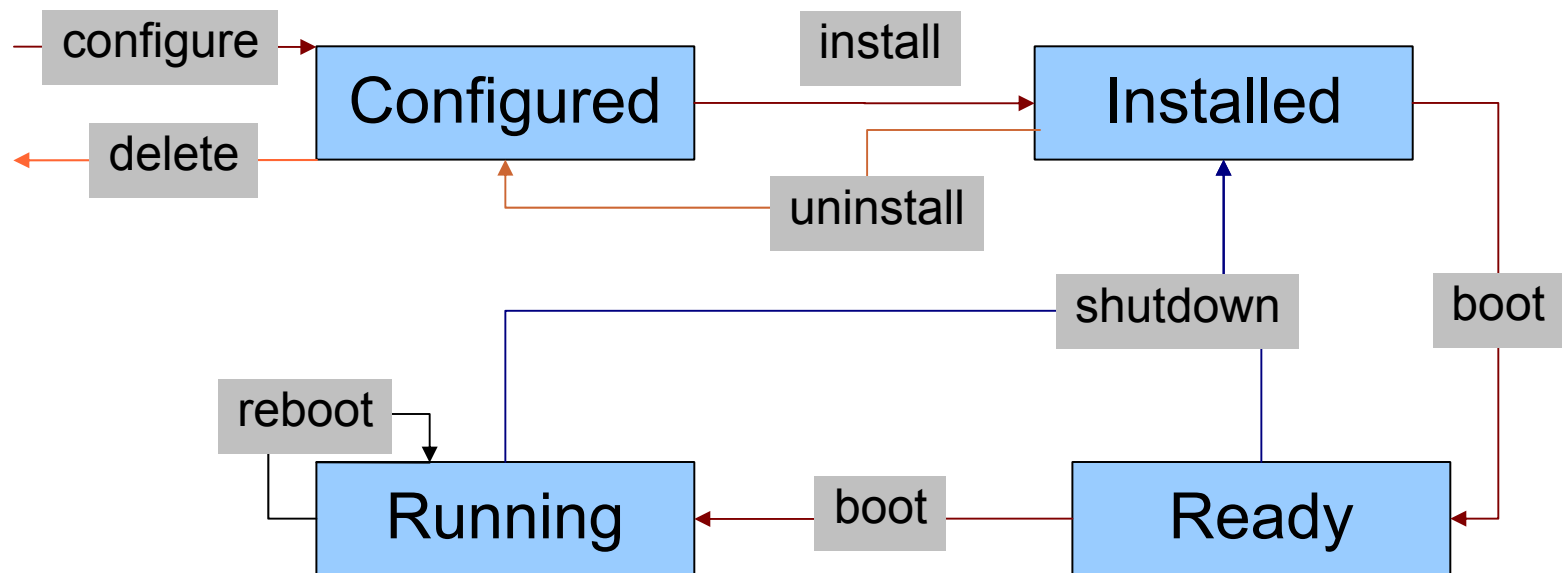 configure
install
Configured
Installed
delete
uninstall
shutdown
boot
reboot
Running
boot
Ready